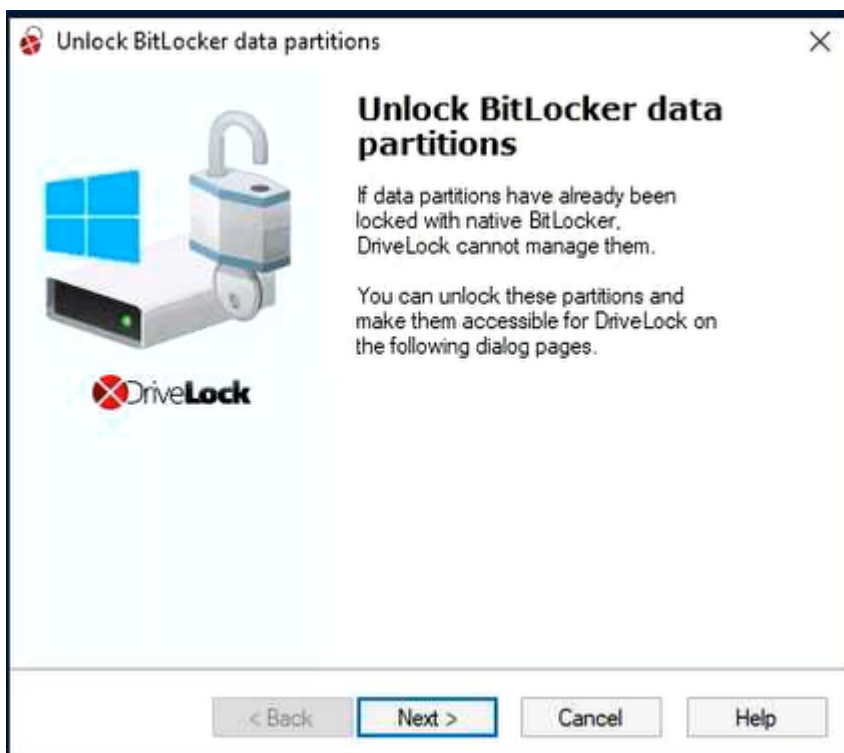 Unlock BitLocker data partitions
Unlock BitLocker data
partitions
If data partitions have already been
locked with native BitLocker,
DriveLock cannot manage them.
You can unlock these partitions and
make them accessible for DriveLock on
the following dialog pages.
DriveLock
< Back
Next >
Cancel
Help